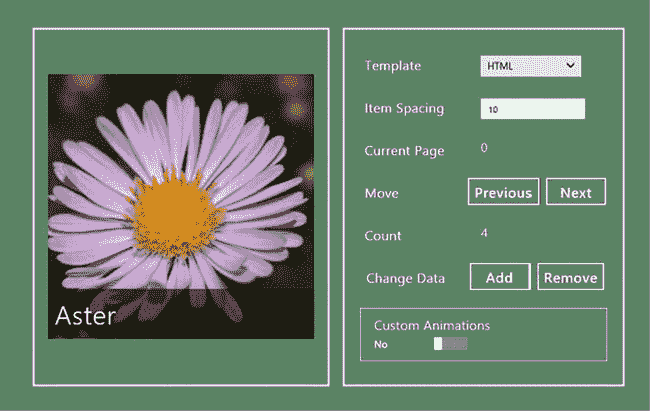 Aster
Template HTML
Item Spacing 10
Current Page 0
Move Previous Next
Count 4
Change Data Add Remove
Custom Animations
No